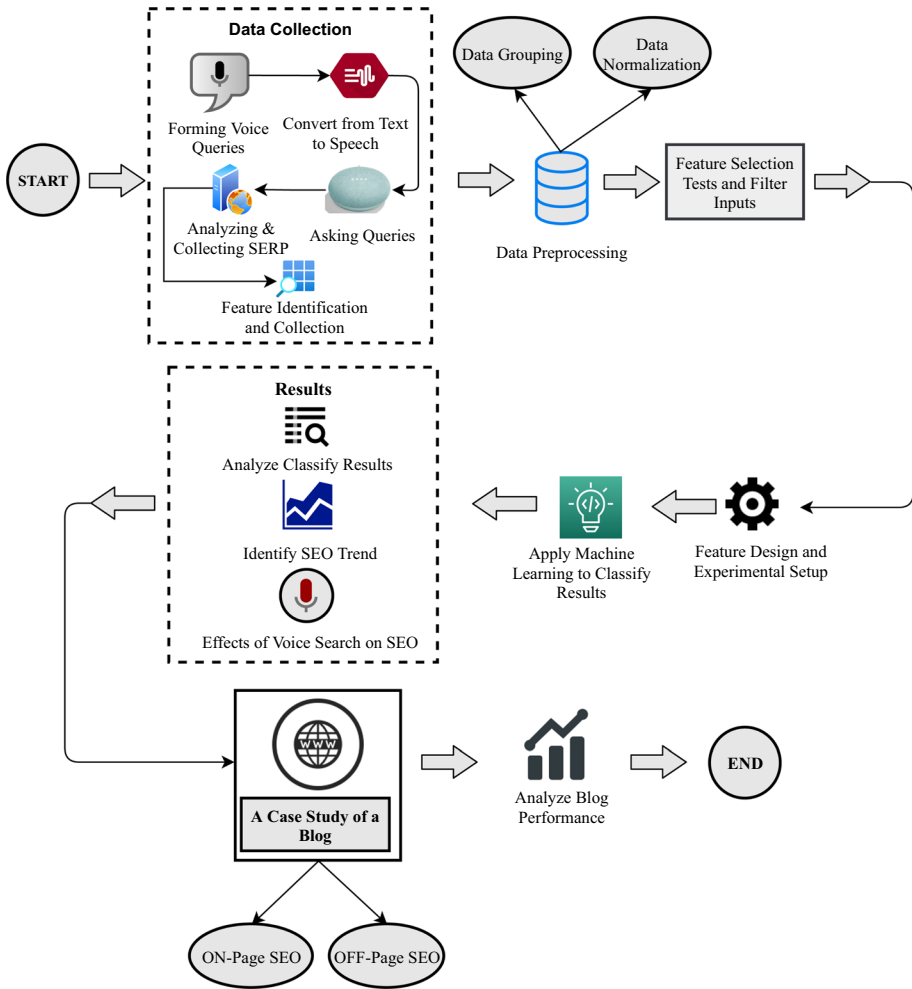 Data Collection
Forming Voice
Queries
Convert from Text
to Speech
START
Analyzing &
Collecting SERP
Asking Queries
Feature Identification
and Collection
Data Grouping
Data
Normalization
Data Preprocessing
Feature Selection
Tests and Filter
Inputs
Feature Design and
Experimental Setup
Apply Machine
Learning to Classify
Results
Results
Analyze Classify Results
Identify SEO Trend
Effects of Voice Search on SEO
WWW
A Case Study of a
Blog
ON-Page SEO
OFF-Page SEO
Analyze Blog
Performance
END